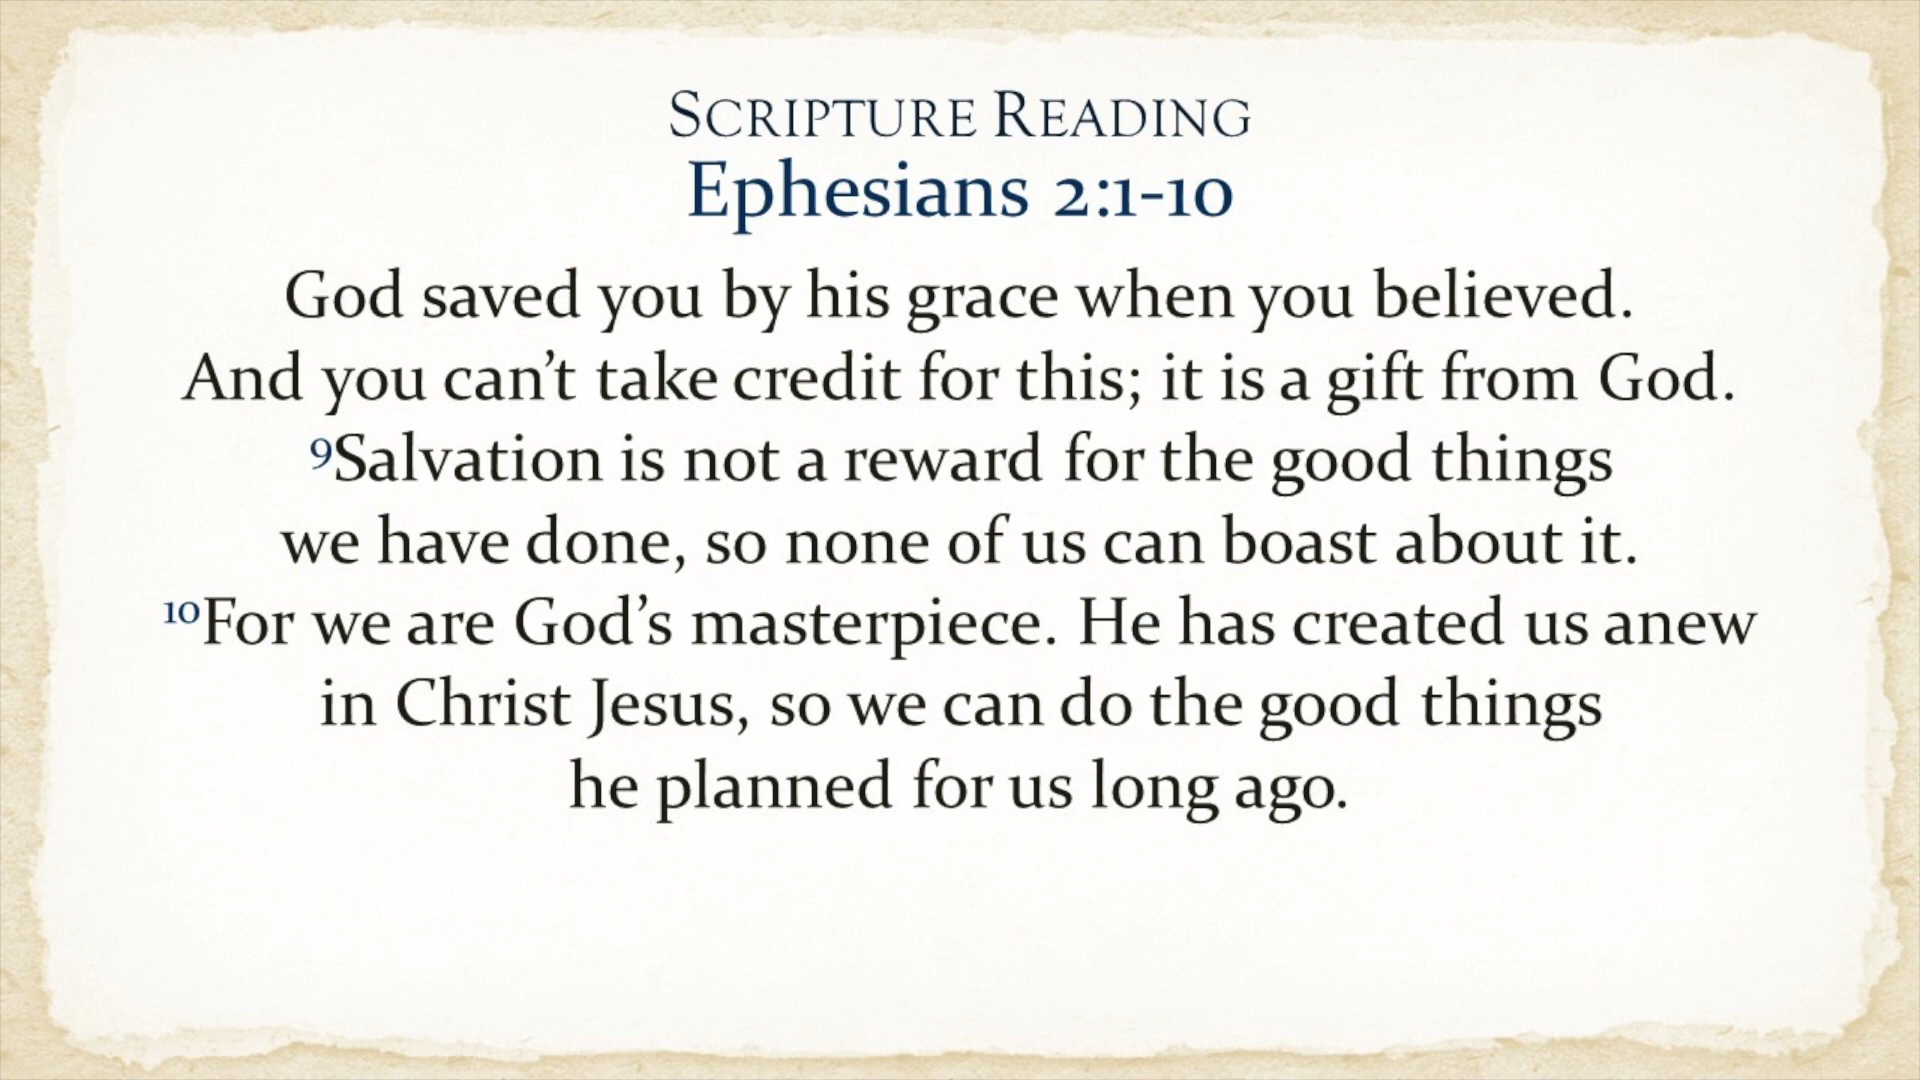 SCRIPTURE READING
Ephesians 2:1-10
God saved you by his grace when you believed.
And you can’t take credit for this; it is a gift from God.
⁹Salvation is not a reward for the good things
we have done, so none of us can boast about it.
¹⁰For we are God’s masterpiece. He has created us anew
in Christ Jesus, so we can do the good things
he planned for us long ago.